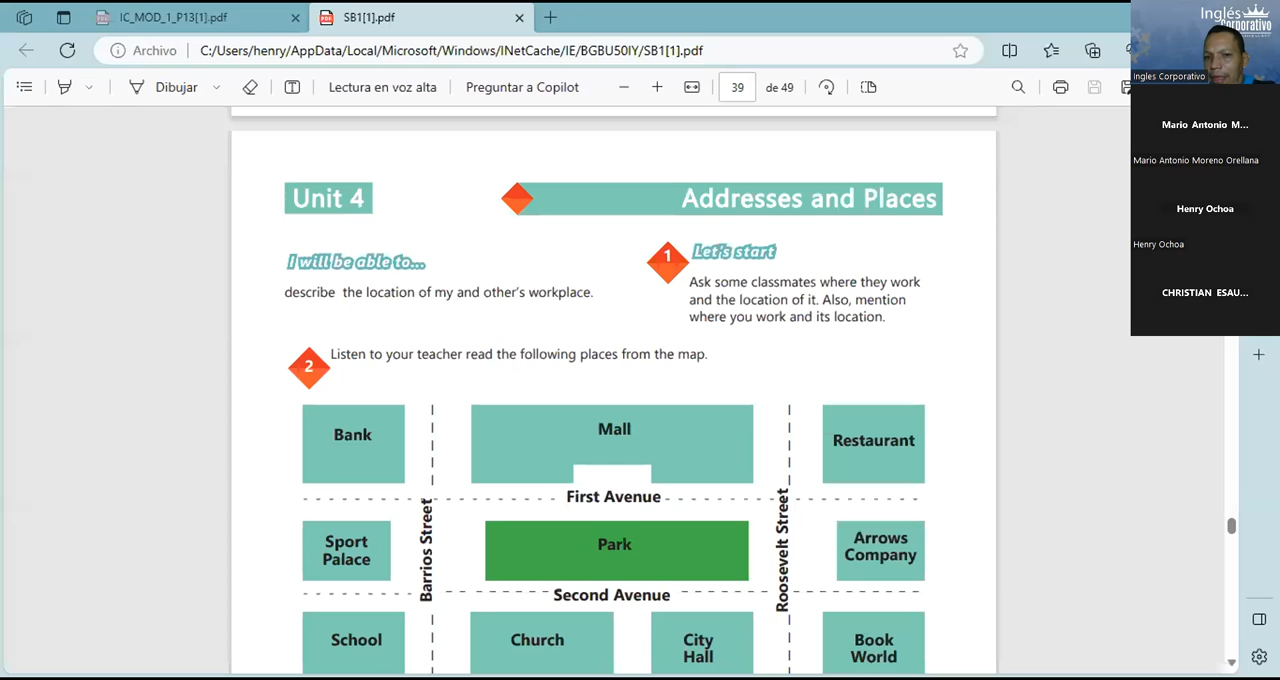 IC_MOD_1_P13[1].pdf
SB1[1].pdf
Archivo
C:/Users/henry/AppData/Local/Microsoft/Windows/INetCache/IE/BGBU50IY/SB1[1].pdf
Dibujar
Lectura en voz alta
Preguntar a Copilot
39
de 49
Inglés
Corporativo
Ingles Corporativo
Mario Antonio M...
Mario Antonio Moreno Orellana
Henry Ochoa
Henry Ochoa
CHRISTIAN ESAU...
Unit 4
Addresses and Places
I will be able to...
describe the location of my and other's workplace.
1
Let's start
Ask some classmates where they work
and the location of it. Also, mention
where you work and its location.
2
Listen to your teacher read the following places from the map.
Bank
Mall
Restaurant
First Avenue
Barrios Street
Roosevelt Street
Sport
Palace
Park
Arrows
Company
Second Avenue
School
Church
City
Hall
Book
World